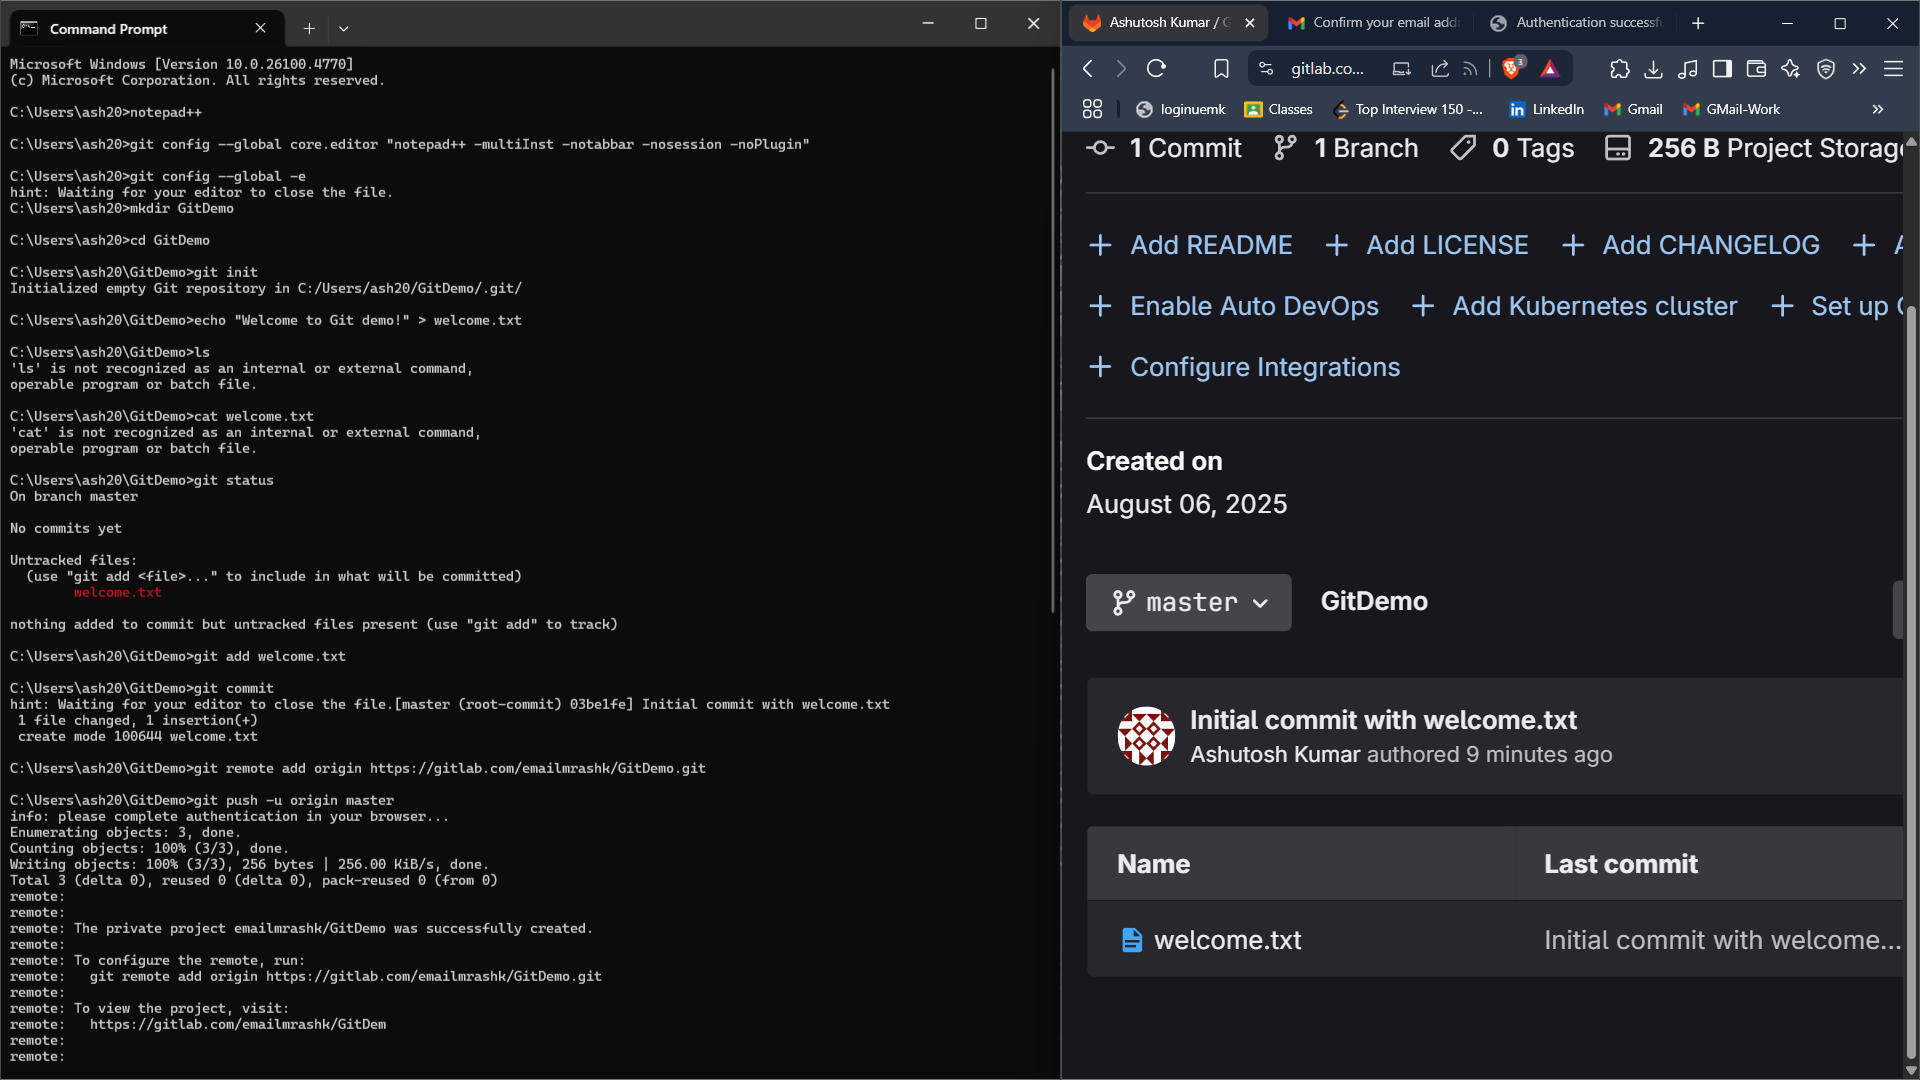 Command Prompt
Microsoft Windows [Version 10.0.26100.4770]
(c) Microsoft Corporation. All rights reserved.
C:\Users\ash20>notepad++
C:\Users\ash20>git config --global core.editor "notepad++ -multiInst -notabbar -nosession -noPlugin"
C:\Users\ash20>git config --global -e
hint: Waiting for your editor to close the file.
C:\Users\ash20>mkdir GitDemo
C:\Users\ash20>cd GitDemo
C:\Users\ash20\GitDemo>git init
Initialized empty Git repository in C:/Users/ash20/GitDemo/.git/
C:\Users\ash20\GitDemo>echo "Welcome to Git demo!" > welcome.txt
C:\Users\ash20\GitDemo>ls
'ls' is not recognized as an internal or external command,
operable program or batch file.
C:\Users\ash20\GitDemo>cat welcome.txt
'cat' is not recognized as an internal or external command,
operable program or batch file.
C:\Users\ash20\GitDemo>git status
On branch master
No commits yet
Untracked files:
(use "git add <file>..." to include in what will be committed)
welcome.txt
nothing added to commit but untracked files present (use "git add" to track)
C:\Users\ash20\GitDemo>git add welcome.txt
C:\Users\ash20\GitDemo>git commit
hint: Waiting for your editor to close the file.[master (root-commit) 03be1fe] Initial commit with welcome.txt
1 file changed, 1 insertion(+)
create mode 100644 welcome.txt
C:\Users\ash20\GitDemo>git remote add origin https://gitlab.com/emailmrashk/GitDemo.git
C:\Users\ash20\GitDemo>git push -u origin master
info: please complete authentication in your browser...
Enumerating objects: 3, done.
Counting objects: 100% (3/3), done.
Writing objects: 100% (3/3), 256 bytes | 256.00 KiB/s, done.
Total 3 (delta 0), reused 0 (delta 0), pack-reused 0 (from 0)
remote:
remote:
remote: The private project emailmrashk/GitDemo was successfully created.
remote:
remote: To configure the remote, run:
remote:   git remote add origin https://gitlab.com/emailmrashk/GitDemo.git
remote:
remote: To view the project, visit:
remote:   https://gitlab.com/emailmrashk/GitDem
remote:
remote:
Ashutosh Kumar / G Confirm your email add Authentication successf
gitlab.co... 3
loginuemk Classes Top Interview 150 -... LinkedIn Gmail GMail-Work
1 Commit 1 Branch 0 Tags 256 B Project Storag
Add README Add LICENSE Add CHANGELOG
Enable Auto DevOps Add Kubernetes cluster Set up
Configure Integrations
Created on
August 06, 2025
master GitDemo
Initial commit with welcome.txt
Ashutosh Kumar authored 9 minutes ago
Name Last commit
welcome.txt Initial commit with welcome...